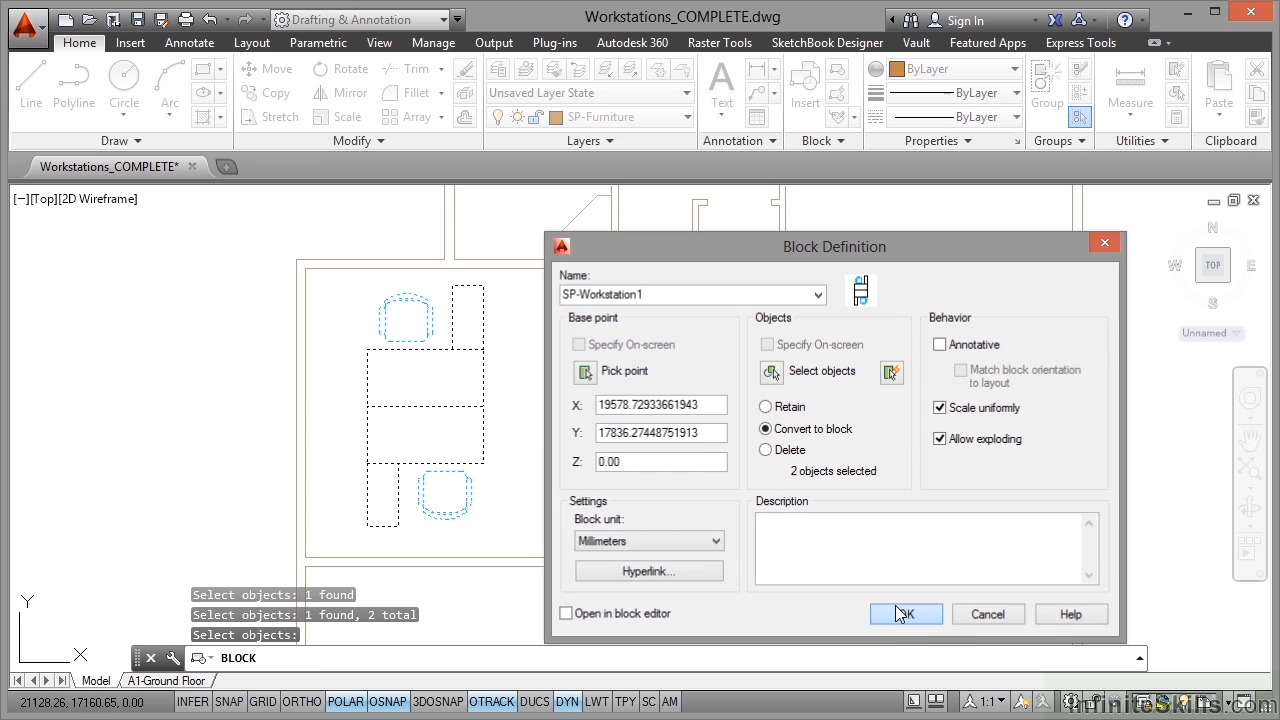 Drafting & Annotation
Workstations_COMPLETE.dwg
Sign In
Home Insert Annotate Layout Parametric View Manage Output Plug-ins Autodesk 360 Raster Tools SketchBook Designer Vault Featured Apps Express Tools
Line
Polyline
Circle
Arc
Draw
Move Rotate Trim
Copy Mirror Fillet
Stretch Scale Array
Modify
Unsaved Layer State
SP-Furniture
Layers
Text
Annotation
Insert
Block
ByLayer
ByLayer
ByLayer
Properties
Group
Groups
Measure
Utilities
Paste
Clipboard
Workstations_COMPLETE*
[−][Top][2D Wireframe]
N
W TOP E
S
Unnamed
Block Definition
Name:
SP-Workstation1
Base point
Specify On-screen
Pick point
X: 19578.72933661943
Y: 17836.27448751913
Z: 0.00
Objects
Specify On-screen
Select objects
Retain
Convert to block
Delete
2 objects selected
Behavior
Annotative
Match block orientation
to layout
Scale uniformly
Allow exploding
Settings
Block unit:
Millimeters
Hyperlink...
Description
Open in block editor
OK Cancel Help
Select objects: 1 found
Select objects: 1 found, 2 total
Select objects:
Y
X
BLOCK
Model A1-Ground Floor
21128.26, 17160.65, 0.00 INFER SNAP GRID ORTHO POLAR OSNAP 3DOSNAP OTRACK DUCS DYN LWT TPY SC AM 1:1
InfiniteSkills.com